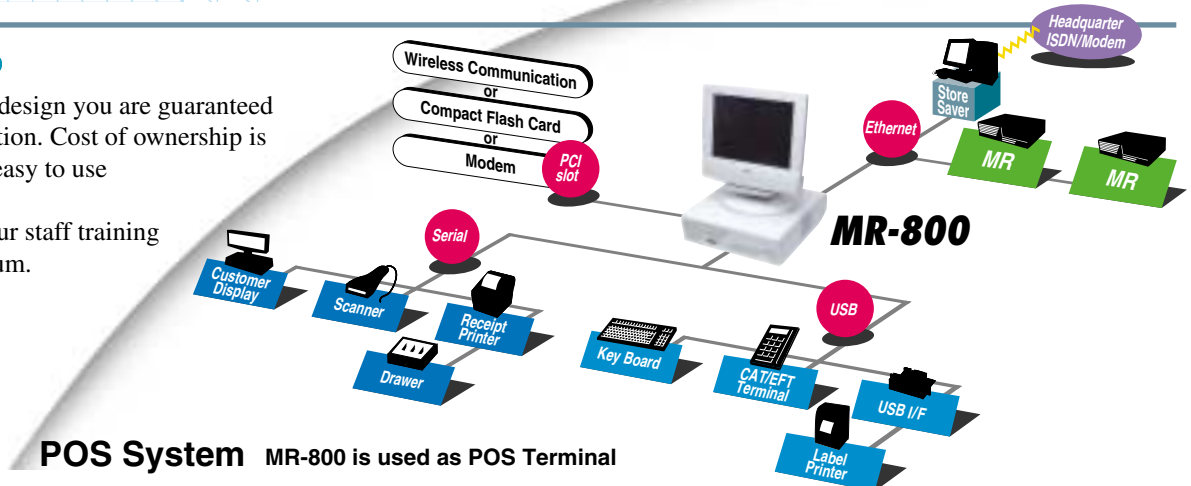 design you are guaranteed
tion. Cost of ownership is
easy to use
ur staff training
um.
Wireless Communication
or
Compact Flash Card
or
Modem
PCI
slot
Headquarter
ISDN/Modem
Store
Saver
Ethernet
MR
MR
MR-800
Serial
Customer
Display
Scanner
Receipt
Printer
Drawer
USB
Key Board
CAT/EFT
Terminal
USB I/F
Label
Printer
POS System MR-800 is used as POS Terminal